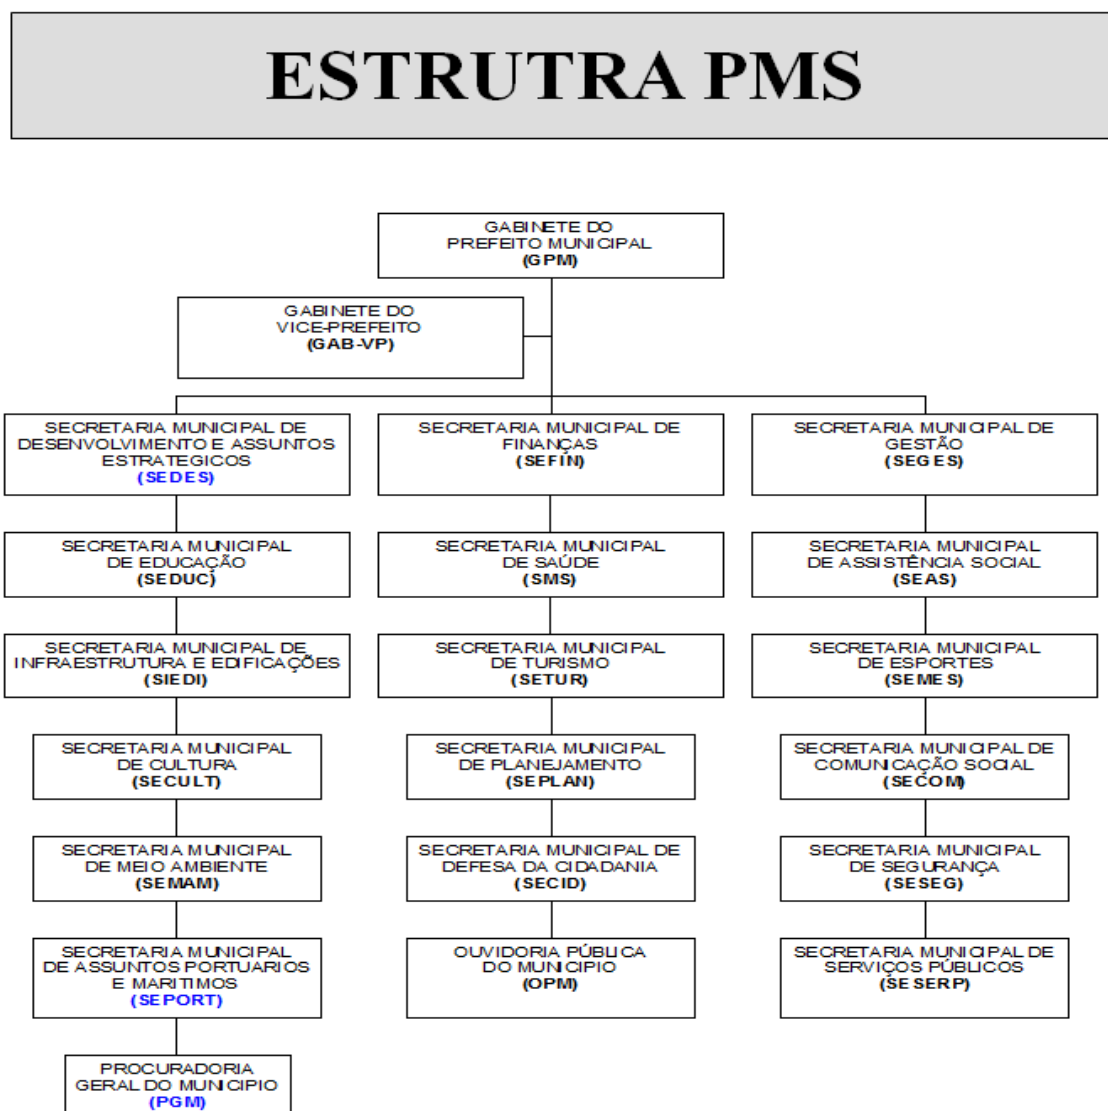 ESTRUTRA PMS
GABINETE DO
PREFEITO MUNICIPAL
(GPM)
GABINETE DO
VICE-PREFEITO
(GAB-VP)
SECRETARIA MUNICIPAL DE
DESENVOLVIMENTO E ASSUNTOS
ESTRATEGICOS
(SEDES)
SECRETARIA MUNICIPAL DE
FINANÇAS
(SEFIN)
SECRETARIA MUNICIPAL DE
GESTÃO
(SEGES)
SECRETARIA MUNICIPAL
DE EDUCAÇÃO
(SEDUC)
SECRETARIA MUNICIPAL
DE SAÚDE
(SMS)
SECRETARIA MUNICIPAL
DE ASSISTÊNCIA SOCIAL
(SEAS)
SECRETARIA MUNICIPAL DE
INFRAESTRUTURA E EDIFICAÇÕES
(SIEDI)
SECRETARIA MUNICIPAL
DE TURISMO
(SETUR)
SECRETARIA MUNICIPAL
DE ESPORTES
(SEMES)
SECRETARIA MUNICIPAL
DE CULTURA
(SECULT)
SECRETARIA MUNICIPAL
DE PLANEJAMENTO
(SEPLAN)
SECRETARIA MUNICIPAL DE
COMUNICAÇÃO SOCIAL
(SECOM)
SECRETARIA MUNICIPAL
DE MEIO AMBIENTE
(SEMAM)
SECRETARIA MUNICIPAL DE
DEFESA DA CIDADANIA
(SECID)
SECRETARIA MUNICIPAL
DE SEGURANÇA
(SESEG)
SECRETARIA MUNICIPAL
DE ASSUNTOS PORTUARIOS
E MARITIMOS
(SEPORT)
OUVIDORIA PÚBLICA
DO MUNICIPIO
(OPM)
SECRETARIA MUNICIPAL DE
SERVIÇOS PÚBLICOS
(SESERP)
PROCURADORIA
GERAL DO MUNICIPIO
(PGM)